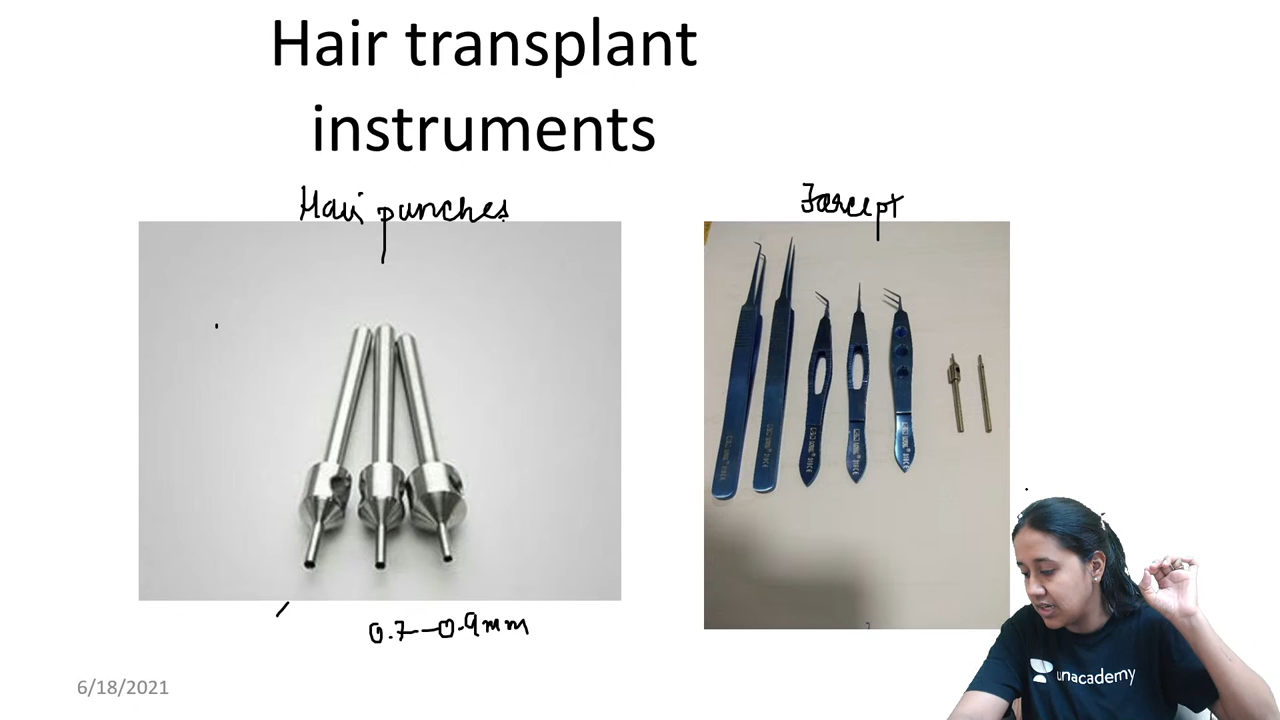 Hair transplant
instruments
Hair punches
Forcept
0.7-0.9mm
6/18/2021
unacademy